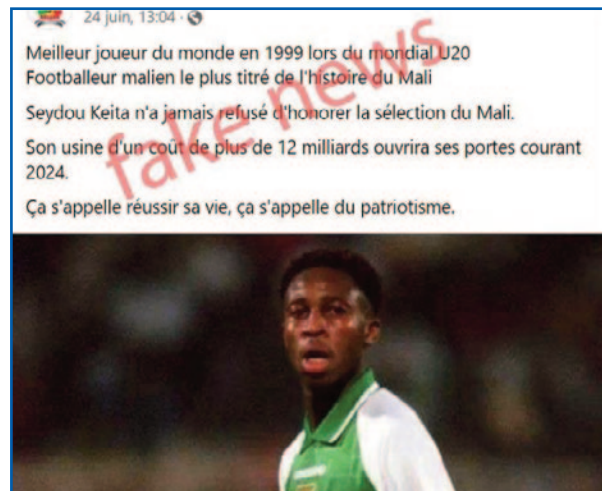 24 juin, 13:04 ·
Meilleur joueur du monde en 1999 lors du mondial U20
Footballeur malien le plus titré de l'histoire du Mali
Seydou Keita n'a jamais refusé d'honorer la sélection du Mali.
Son usine d'un coût de plus de 12 milliards ouvrira ses portes courant
2024.
Ça s'appelle réussir sa vie, ça s'appelle du patriotisme.
fake news